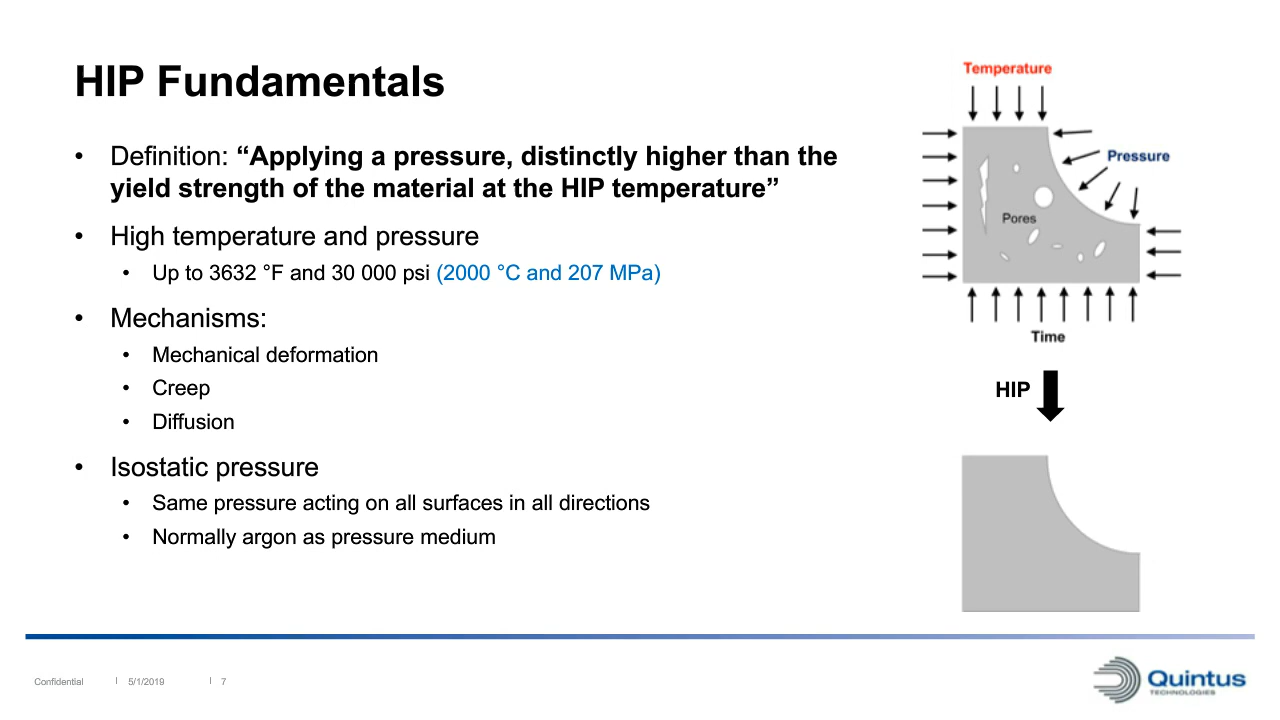 HIP Fundamentals
• Definition: “Applying a pressure, distinctly higher than the
yield strength of the material at the HIP temperature”
• High temperature and pressure
• Up to 3632 °F and 30 000 psi (2000 °C and 207 MPa)
• Mechanisms:
• Mechanical deformation
• Creep
• Diffusion
• Isostatic pressure
• Same pressure acting on all surfaces in all directions
• Normally argon as pressure medium
Temperature
Pressure
Pores
Time
HIP
Confidential | 5/1/2019 | 7
Quintus
TECHNOLOGIES